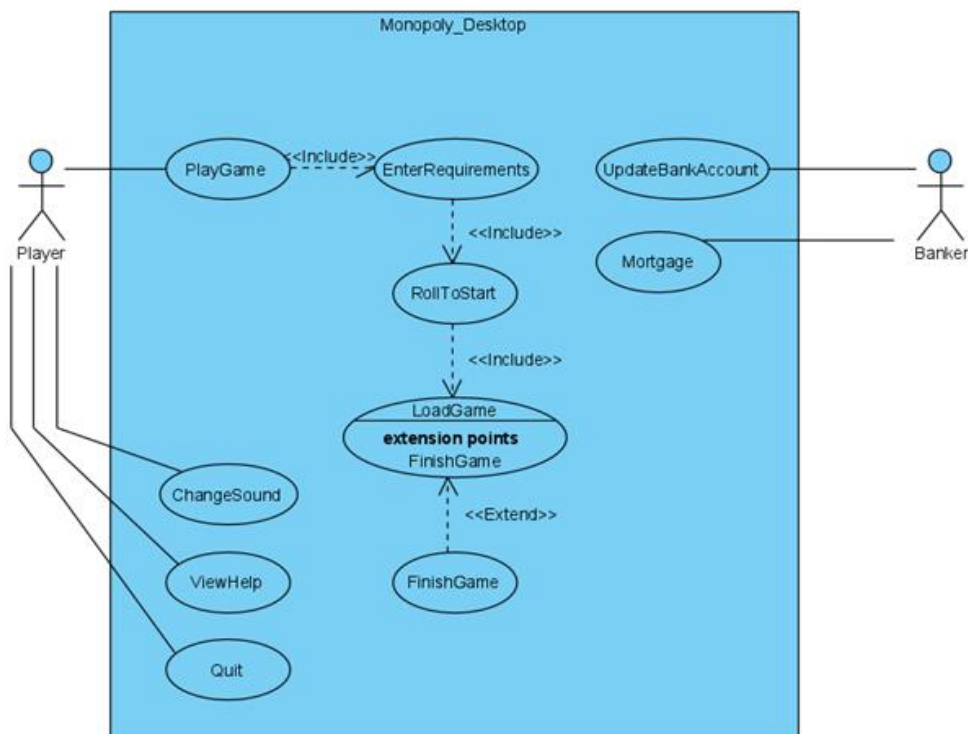 Monopoly_Desktop
PlayGame
<<Include>>
EnterRequirements
UpdateBankAccount
Player
<<Include>>
Mortgage
Banker
RollToStart
<<Include>>
LoadGame
extension points
FinishGame
ChangeSound
<<Extend>>
ViewHelp
FinishGame
Quit